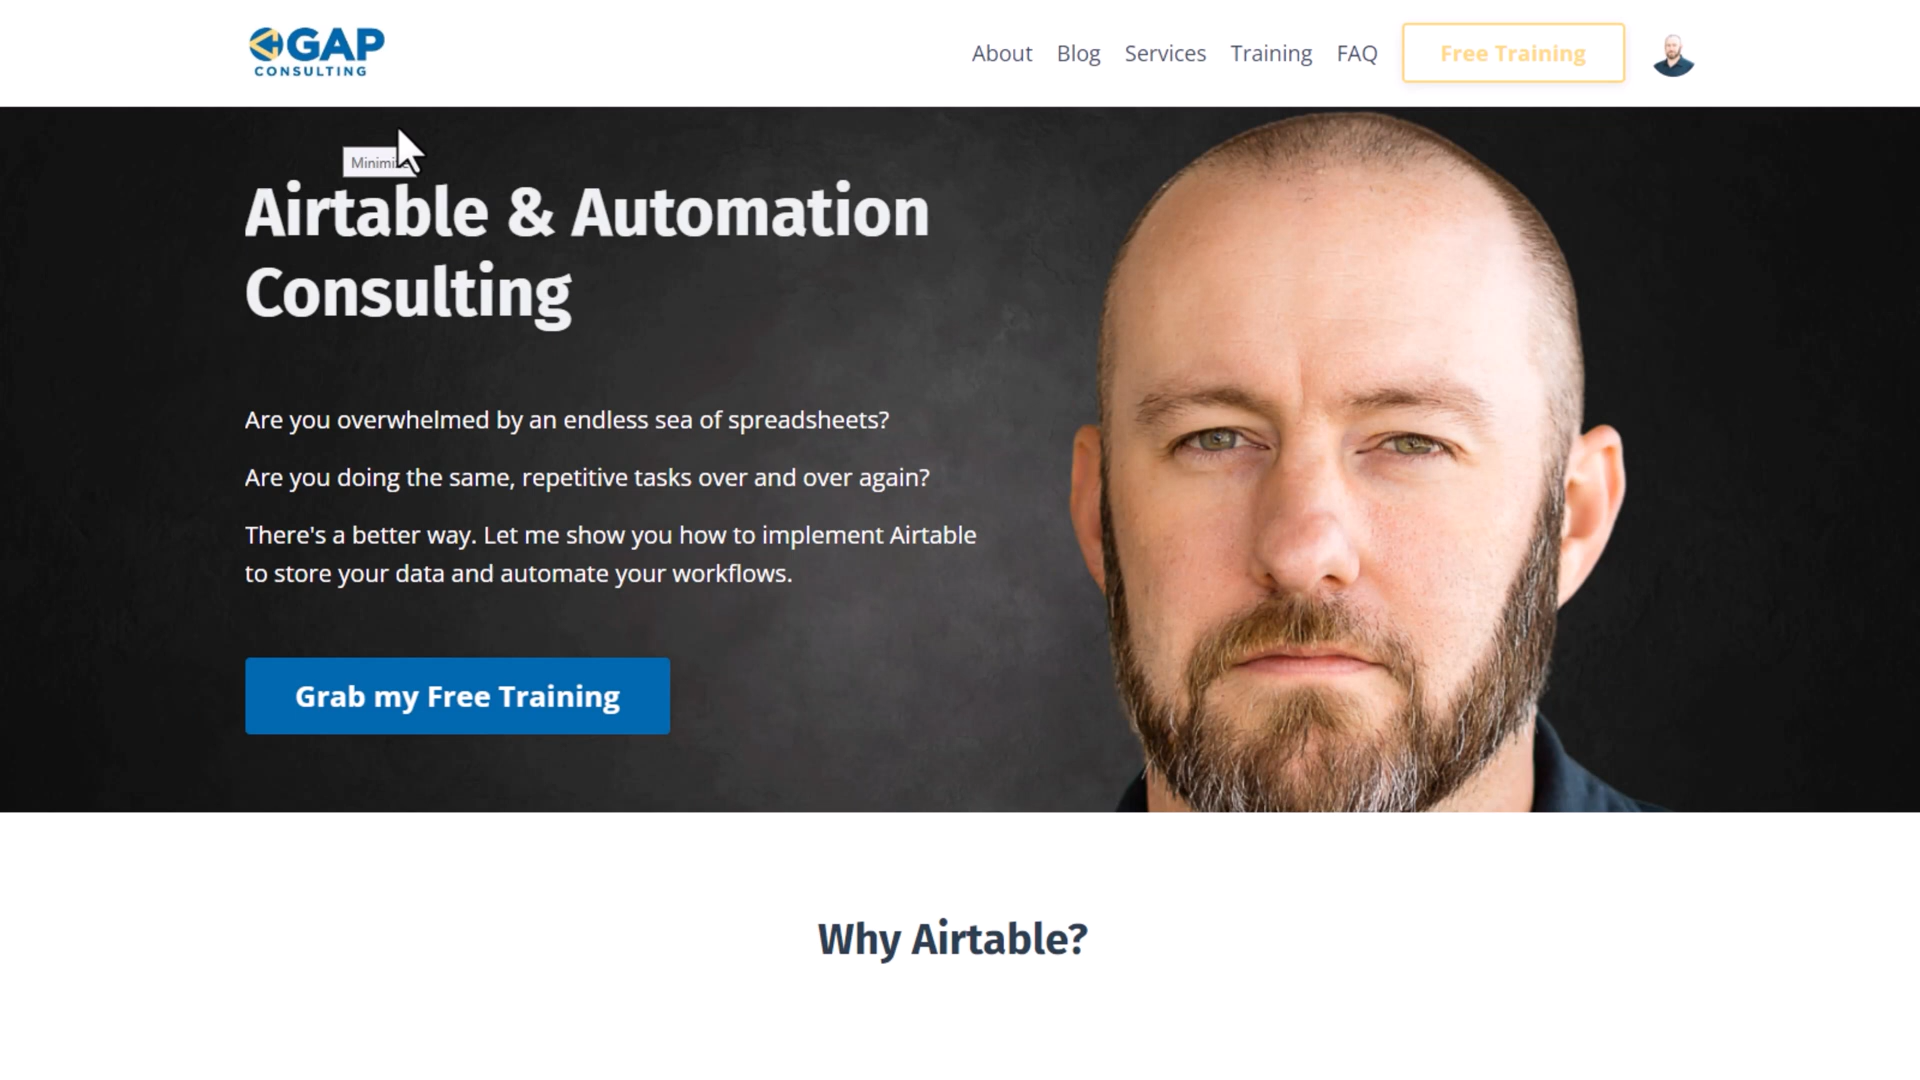 GAP
CONSULTING
About Blog Services Training FAQ Free Training
Airtable & Automation
Consulting
Are you overwhelmed by an endless sea of spreadsheets?
Are you doing the same, repetitive tasks over and over again?
There's a better way. Let me show you how to implement Airtable
to store your data and automate your workflows.
Grab my Free Training
Why Airtable?